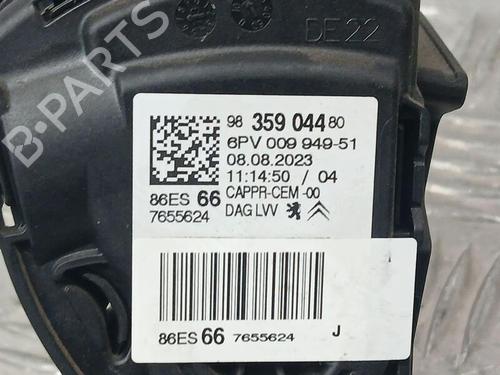 B-PARTS
DE 22
98 359 044 80
6PV 009 949-51
08.08.2023
11:14:50 / 04
86ES 66 CAPPR-CEM -00
7655624 DAG LVV
86ES 66 7655624 J